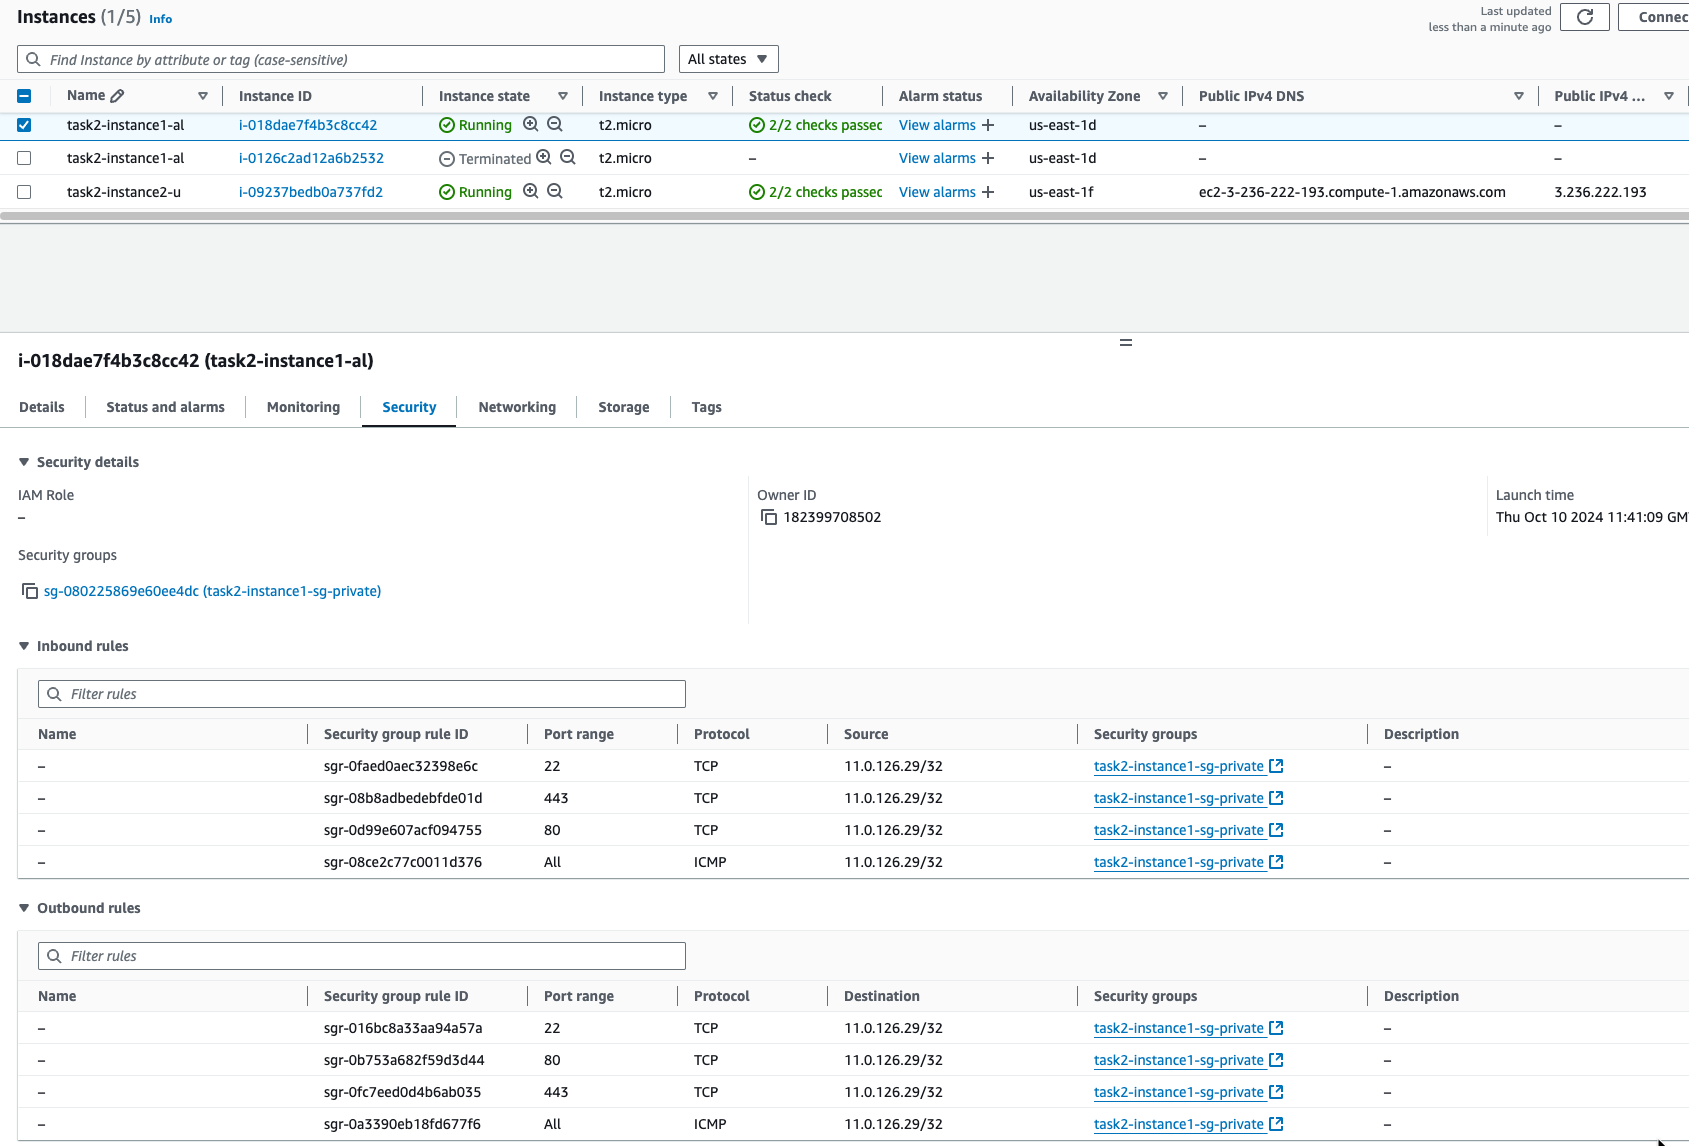 Instances (1/5) Info
Last updated
less than a minute ago
Connec
Find Instance by attribute or tag (case-sensitive)
All states
Name Instance ID Instance state Instance type Status check Alarm status Availability Zone Public IPv4 DNS Public IPv4 ...
task2-instance1-al i-018dae7f4b3c8cc42 Running t2.micro 2/2 checks passec View alarms + us-east-1d – –
task2-instance1-al i-0126c2ad12a6b2532 Terminated t2.micro – View alarms + us-east-1d – –
task2-instance2-u i-09237bedb0a737fd2 Running t2.micro 2/2 checks passec View alarms + us-east-1f ec2-3-236-222-193.compute-1.amazonaws.com 3.236.222.193
i-018dae7f4b3c8cc42 (task2-instance1-al)
Details Status and alarms Monitoring Security Networking Storage Tags
Security details
IAM Role Owner ID Launch time
– 182399708502 Thu Oct 10 2024 11:41:09 GM
Security groups
sg-080225869e60ee4dc (task2-instance1-sg-private)
Inbound rules
Filter rules
Name Security group rule ID Port range Protocol Source Security groups Description
– sgr-0faed0aec32398e6c 22 TCP 11.0.126.29/32 task2-instance1-sg-private –
– sgr-08b8adbedebfde01d 443 TCP 11.0.126.29/32 task2-instance1-sg-private –
– sgr-0d99e607acf094755 80 TCP 11.0.126.29/32 task2-instance1-sg-private –
– sgr-08ce2c77c0011d376 All ICMP 11.0.126.29/32 task2-instance1-sg-private –
Outbound rules
Filter rules
Name Security group rule ID Port range Protocol Destination Security groups Description
– sgr-016bc8a33aa94a57a 22 TCP 11.0.126.29/32 task2-instance1-sg-private –
– sgr-0b753a682f59d3d44 80 TCP 11.0.126.29/32 task2-instance1-sg-private –
– sgr-0fc7eed0d4b6ab035 443 TCP 11.0.126.29/32 task2-instance1-sg-private –
– sgr-0a3390eb18fd677f6 All ICMP 11.0.126.29/32 task2-instance1-sg-private –